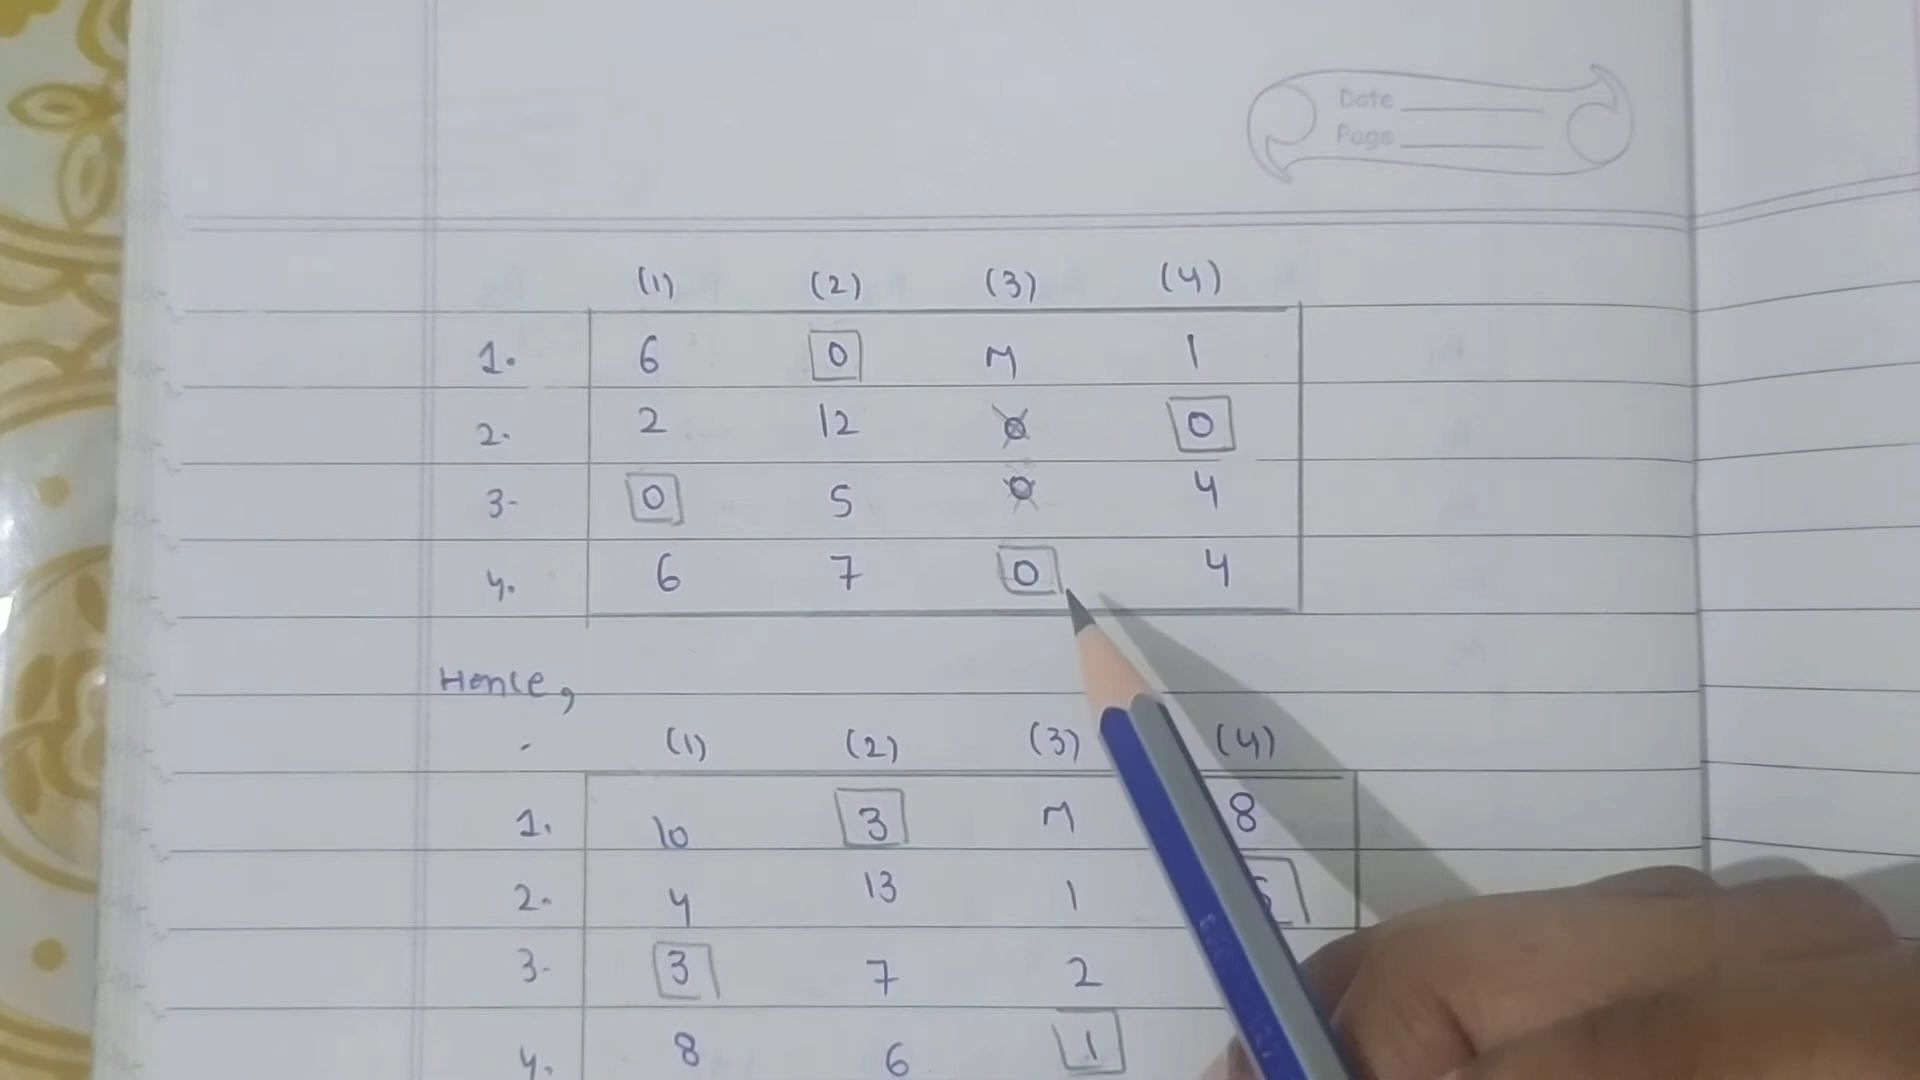 Date
Page
(1) (2) (3) (4)
1. 6 0 M 1
2. 2 12 0 0
3. 0 5 0 4
4. 6 7 0 4
Hence,
(1) (2) (3) (4)
1. 10 3 M 8
2. 4 13 1
3. 3 7 2
4. 8 6 1